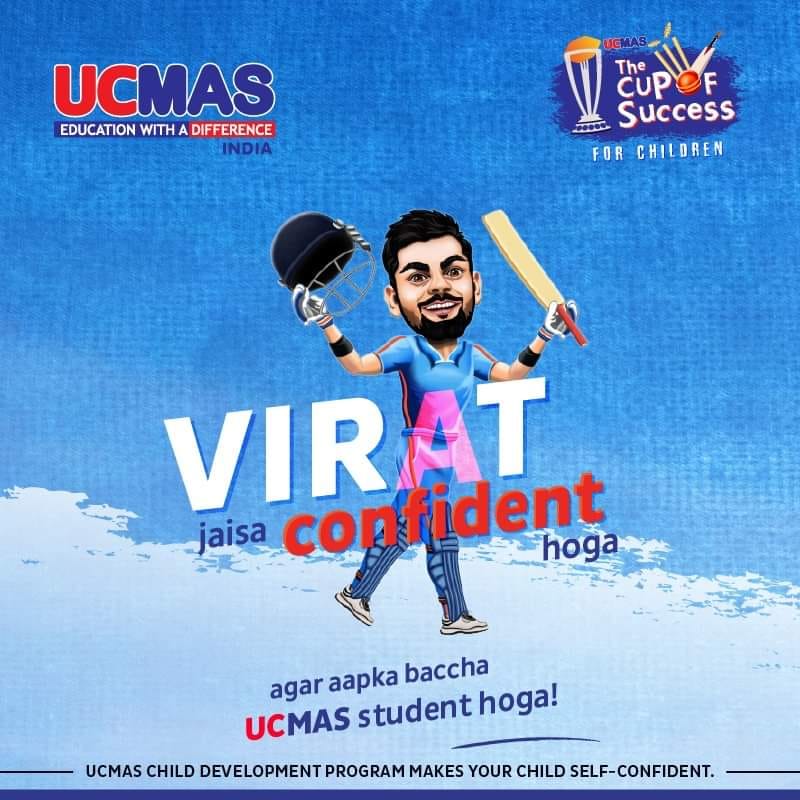 UCMAS
EDUCATION WITH A DIFFERENCE
INDIA
UCMAS
The
CUP OF
Success
FOR CHILDREN
VIRAT
jaisa confident
hoga
agar aapka baccha
UCMAS student hoga!
UCMAS CHILD DEVELOPMENT PROGRAM MAKES YOUR CHILD SELF-CONFIDENT.